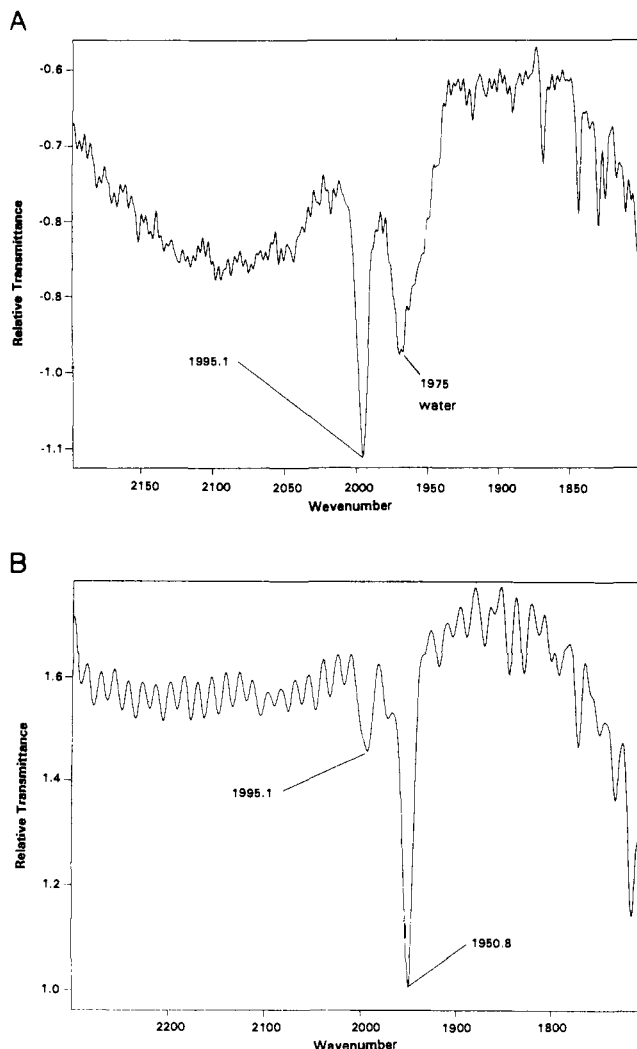 A
-0.6
-0.7
-0.8
-0.8
-1.0
-1.1
Relative Transmittance
1995.1
1975
water
2150 2100 2050 2000 1950 1900 1850
Wavenumber
B
1.6
1.4
1.2
1.0
Relative Transmittance
1995.1
1950.8
2200 2100 2000 1900 1800
Wavenumber